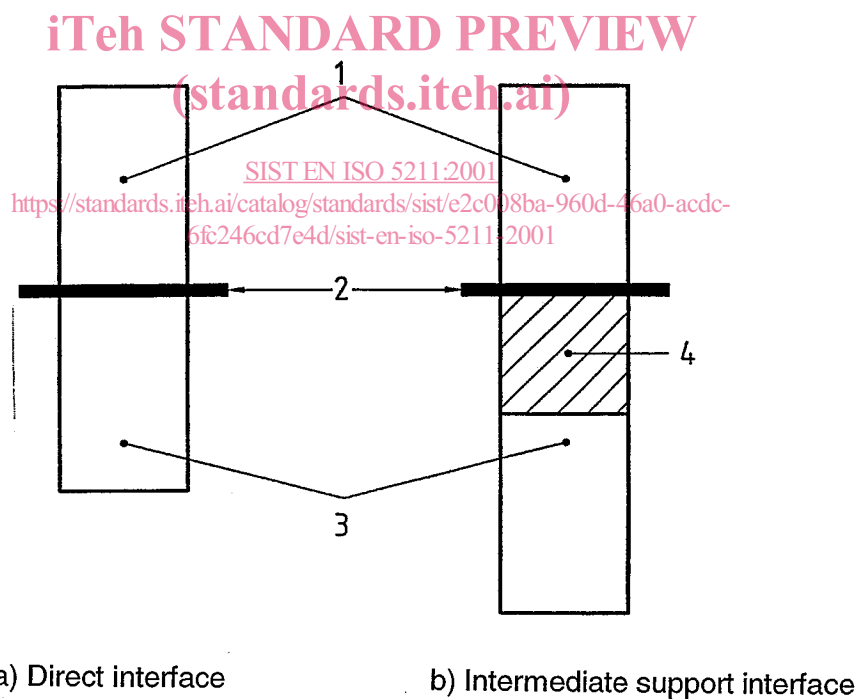 iTeh STANDARD PREVIEW
(standards.iteh.ai)
1
SIST EN ISO 5211:2001
https://standards.iteh.ai/catalog/standards/sist/e2c008ba-960d-46a0-acdc-
6fc246cd7e4d/sist-en-iso-5211-2001
2
4
3
a) Direct interface
b) Intermediate support interface